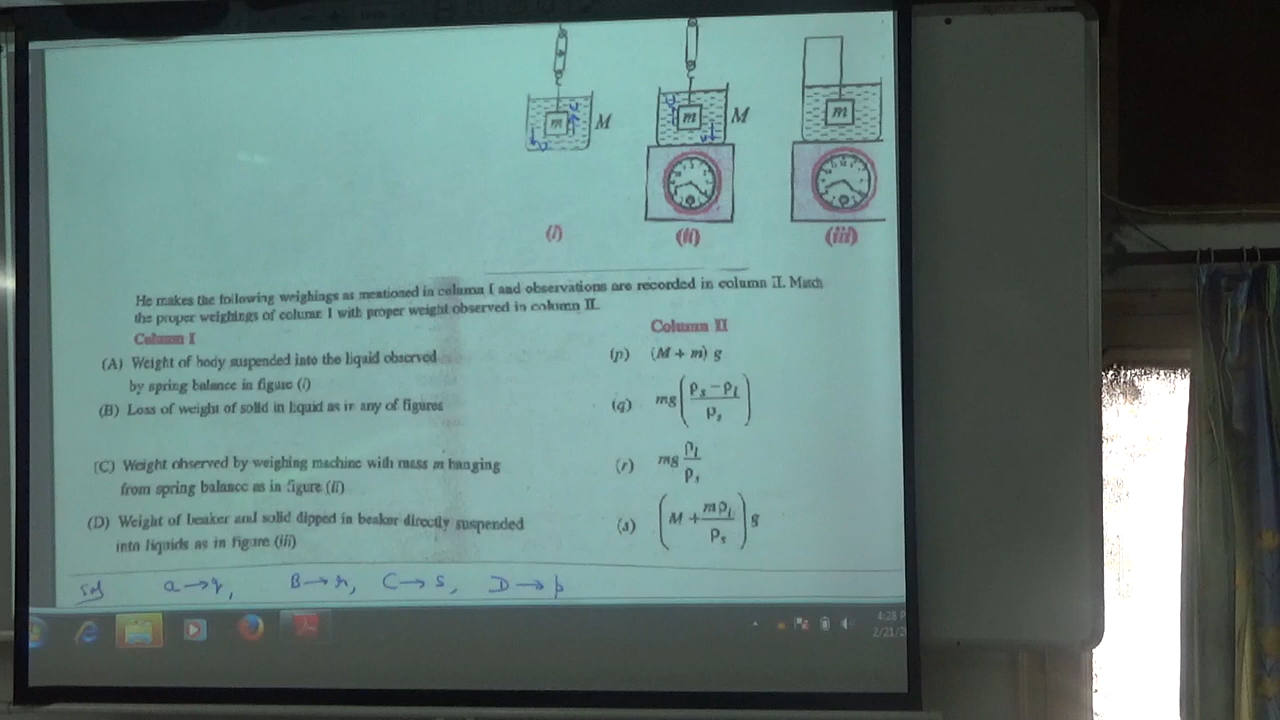 m
M
m
M
m
(i)
(ii)
(iii)
He makes the following weighings as mentioned in column I and observations are recorded in column II. Match
the proper weighings of column I with proper weight observed in column II.
Column I
Column II
(A) Weight of body suspended into the liquid observed
by spring balance in figure (i)
(p) (M + m) g
(B) Loss of weight of solid in liquid as in any of figures
(q) mg((ρs − ρl)/ρs)
(C) Weight observed by weighing machine with mass m hanging
from spring balance as in figure (ii)
(r) mg ρl/ρs
(D) Weight of beaker and solid dipped in beaker directly suspended
into liquids as in figure (iii)
(s) (M + mρl/ρs) g
Sol a → q, B → r, C → s, D → p
4:28 P
2/21/2